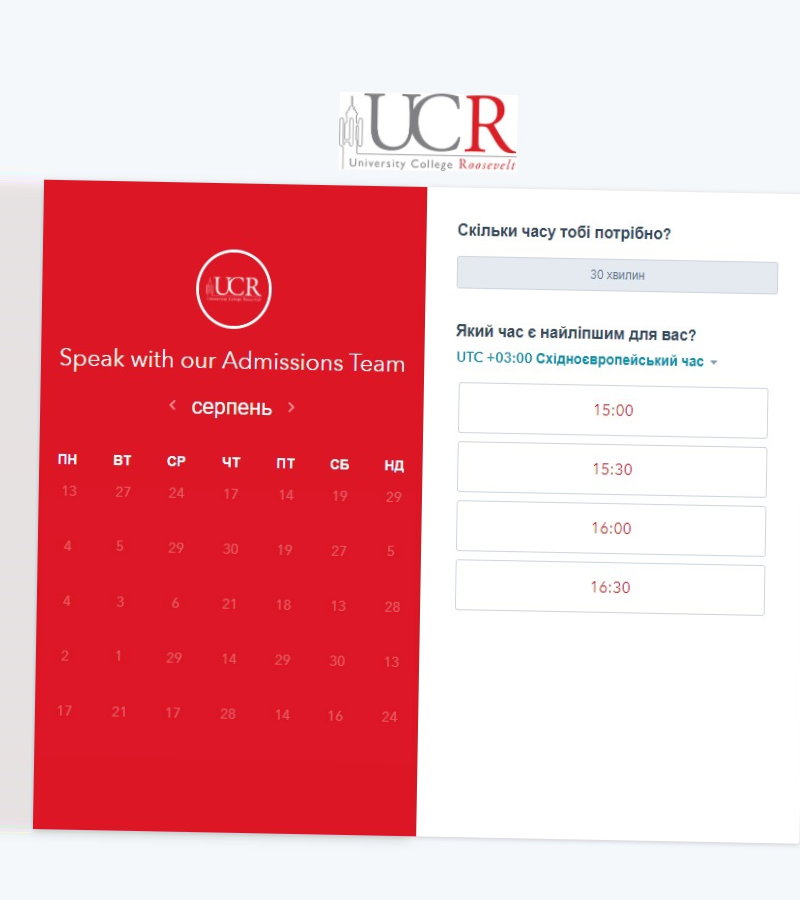 UCR
University College Roosevelt
UCR
Speak with our Admissions Team
серпень
ПН ВТ СР ЧТ ПТ СБ НД
13 27 24 17 14 19 29
4 5 29 30 19 27 5
4 3 6 21 18 13 28
2 1 29 14 29 30 13
17 21 17 28 14 16 24
Скільки часу тобі потрібно?
30 хвилин
Який час є найліпшим для вас?
UTC +03:00 Східноєвропейський час
15:00
15:30
16:00
16:30